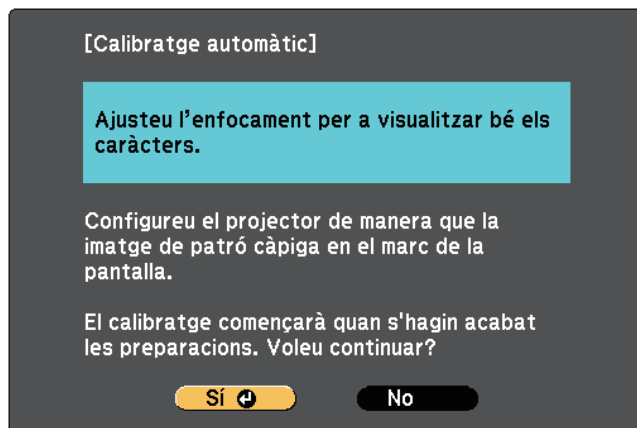 [Calibratge automàtic]
Ajusteu l’enfocament per a visualitzar bé els
caràcters.
Configureu el projector de manera que la
imatge de patró càpiga en el marc de la
pantalla.
El calibratge començarà quan s'hagin acabat
les preparacions. Voleu continuar?
Sí
No